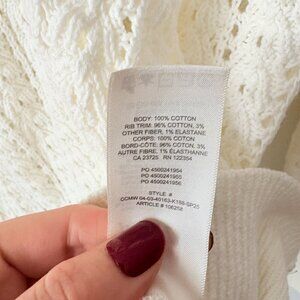 BODY: 100% COTTON
RIB TRIM: 96% COTTON, 3%
OTHER FIBER, 1% ELASTANE
CORPS: 100% COTON
BORD-CÔTE: 96% COTON, 3%
AUTRE FIBRE, 1% ÉLASTHANNE
CA 23725 RN 122354
PO 4500241954
PO 4500241955
PO 4500241956
STYLE #
CCMW 04-03-46163-K188-SP25
ARTICLE # 106258